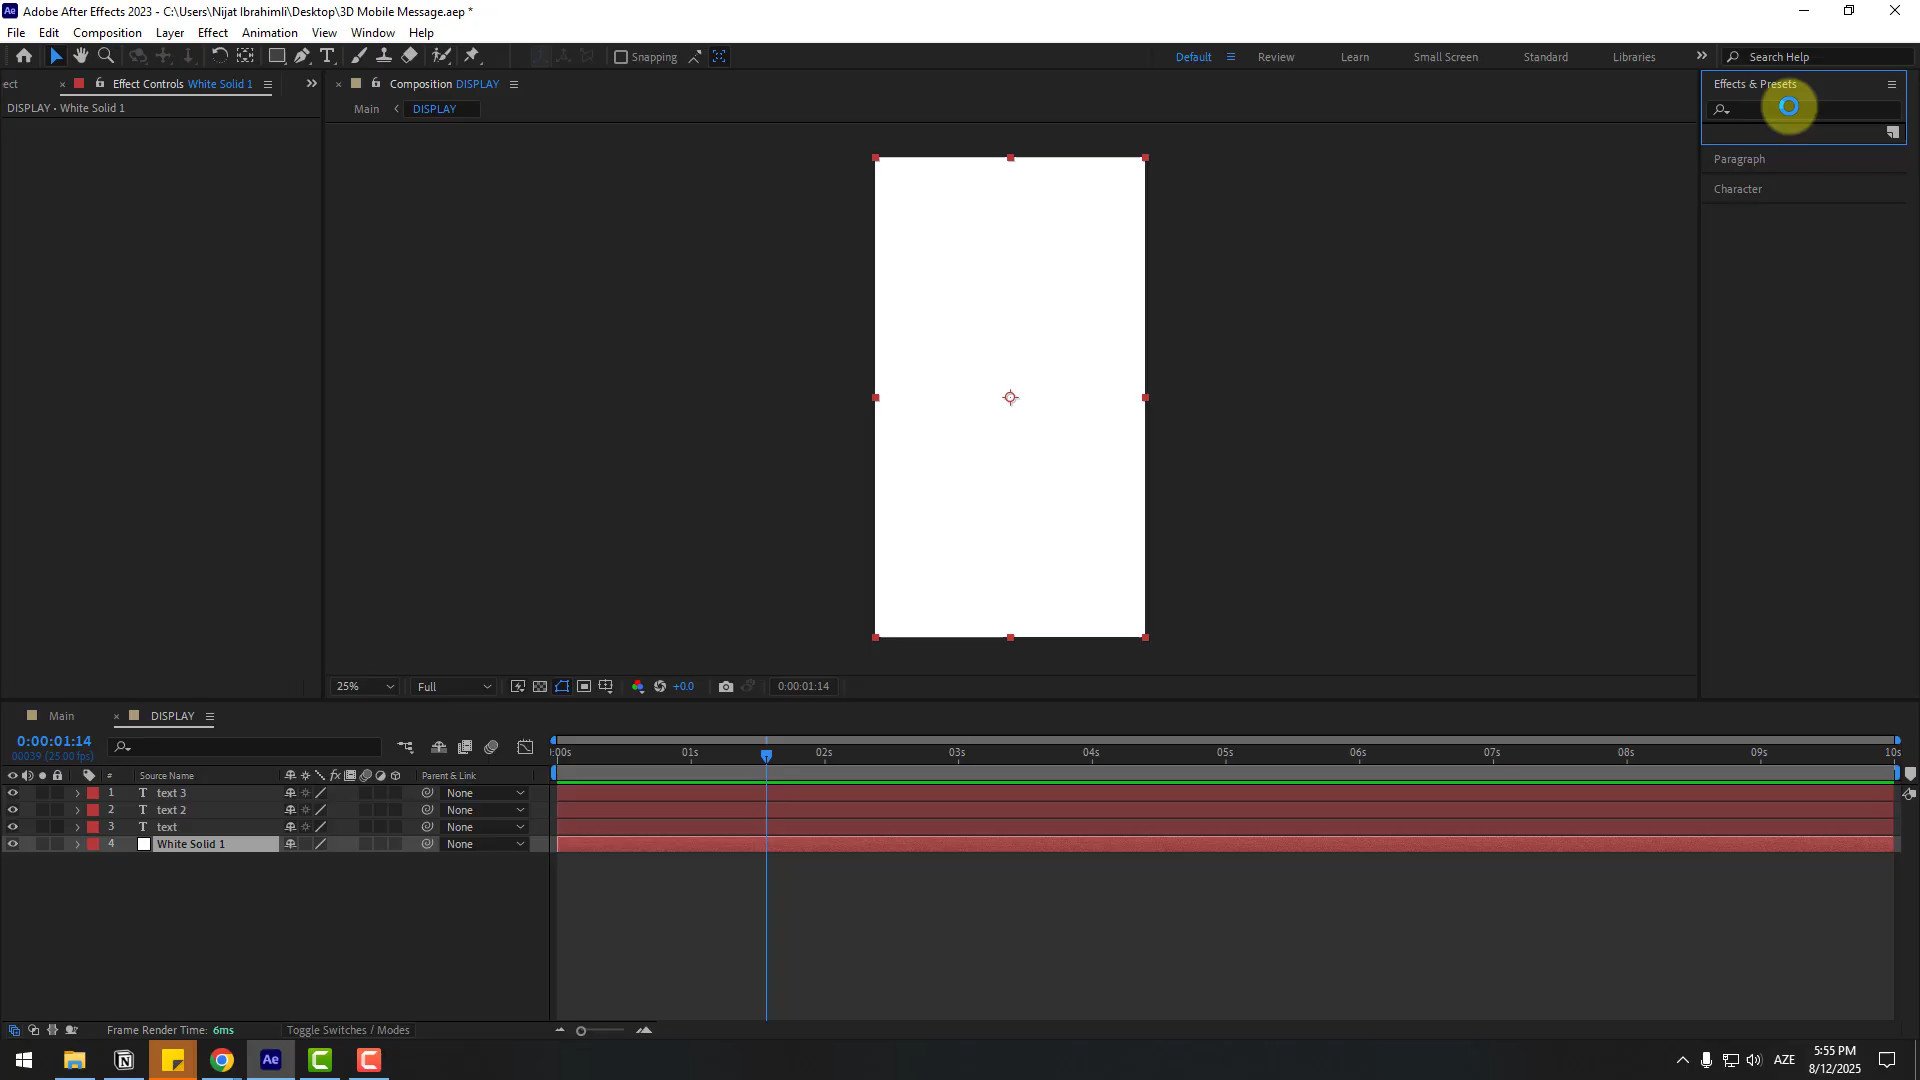 Ae Adobe After Effects 2023 - C:\Users\Nijat Ibrahimli\Desktop\3D Mobile Message.aep *
File Edit Composition Layer Effect Animation View Window Help
Snapping Default Review Learn Small Screen Standard Libraries Search Help
ect Effect Controls White Solid 1 Composition DISPLAY Effects & Presets
DISPLAY • White Solid 1
Main DISPLAY
Paragraph
Character
25% Full +0.0 0:00:01:14
Main DISPLAY
0:00:01:14
00039 (25.00 fps)
:00s 01s 02s 03s 04s 05s 06s 07s 08s 09s 10s
# Source Name fx Parent & Link
1 T text 3 None
2 T text 2 None
3 T text None
4 White Solid 1 None
Frame Render Time: 6ms Toggle Switches / Modes
Ae AZE 5:55 PM
8/12/2025